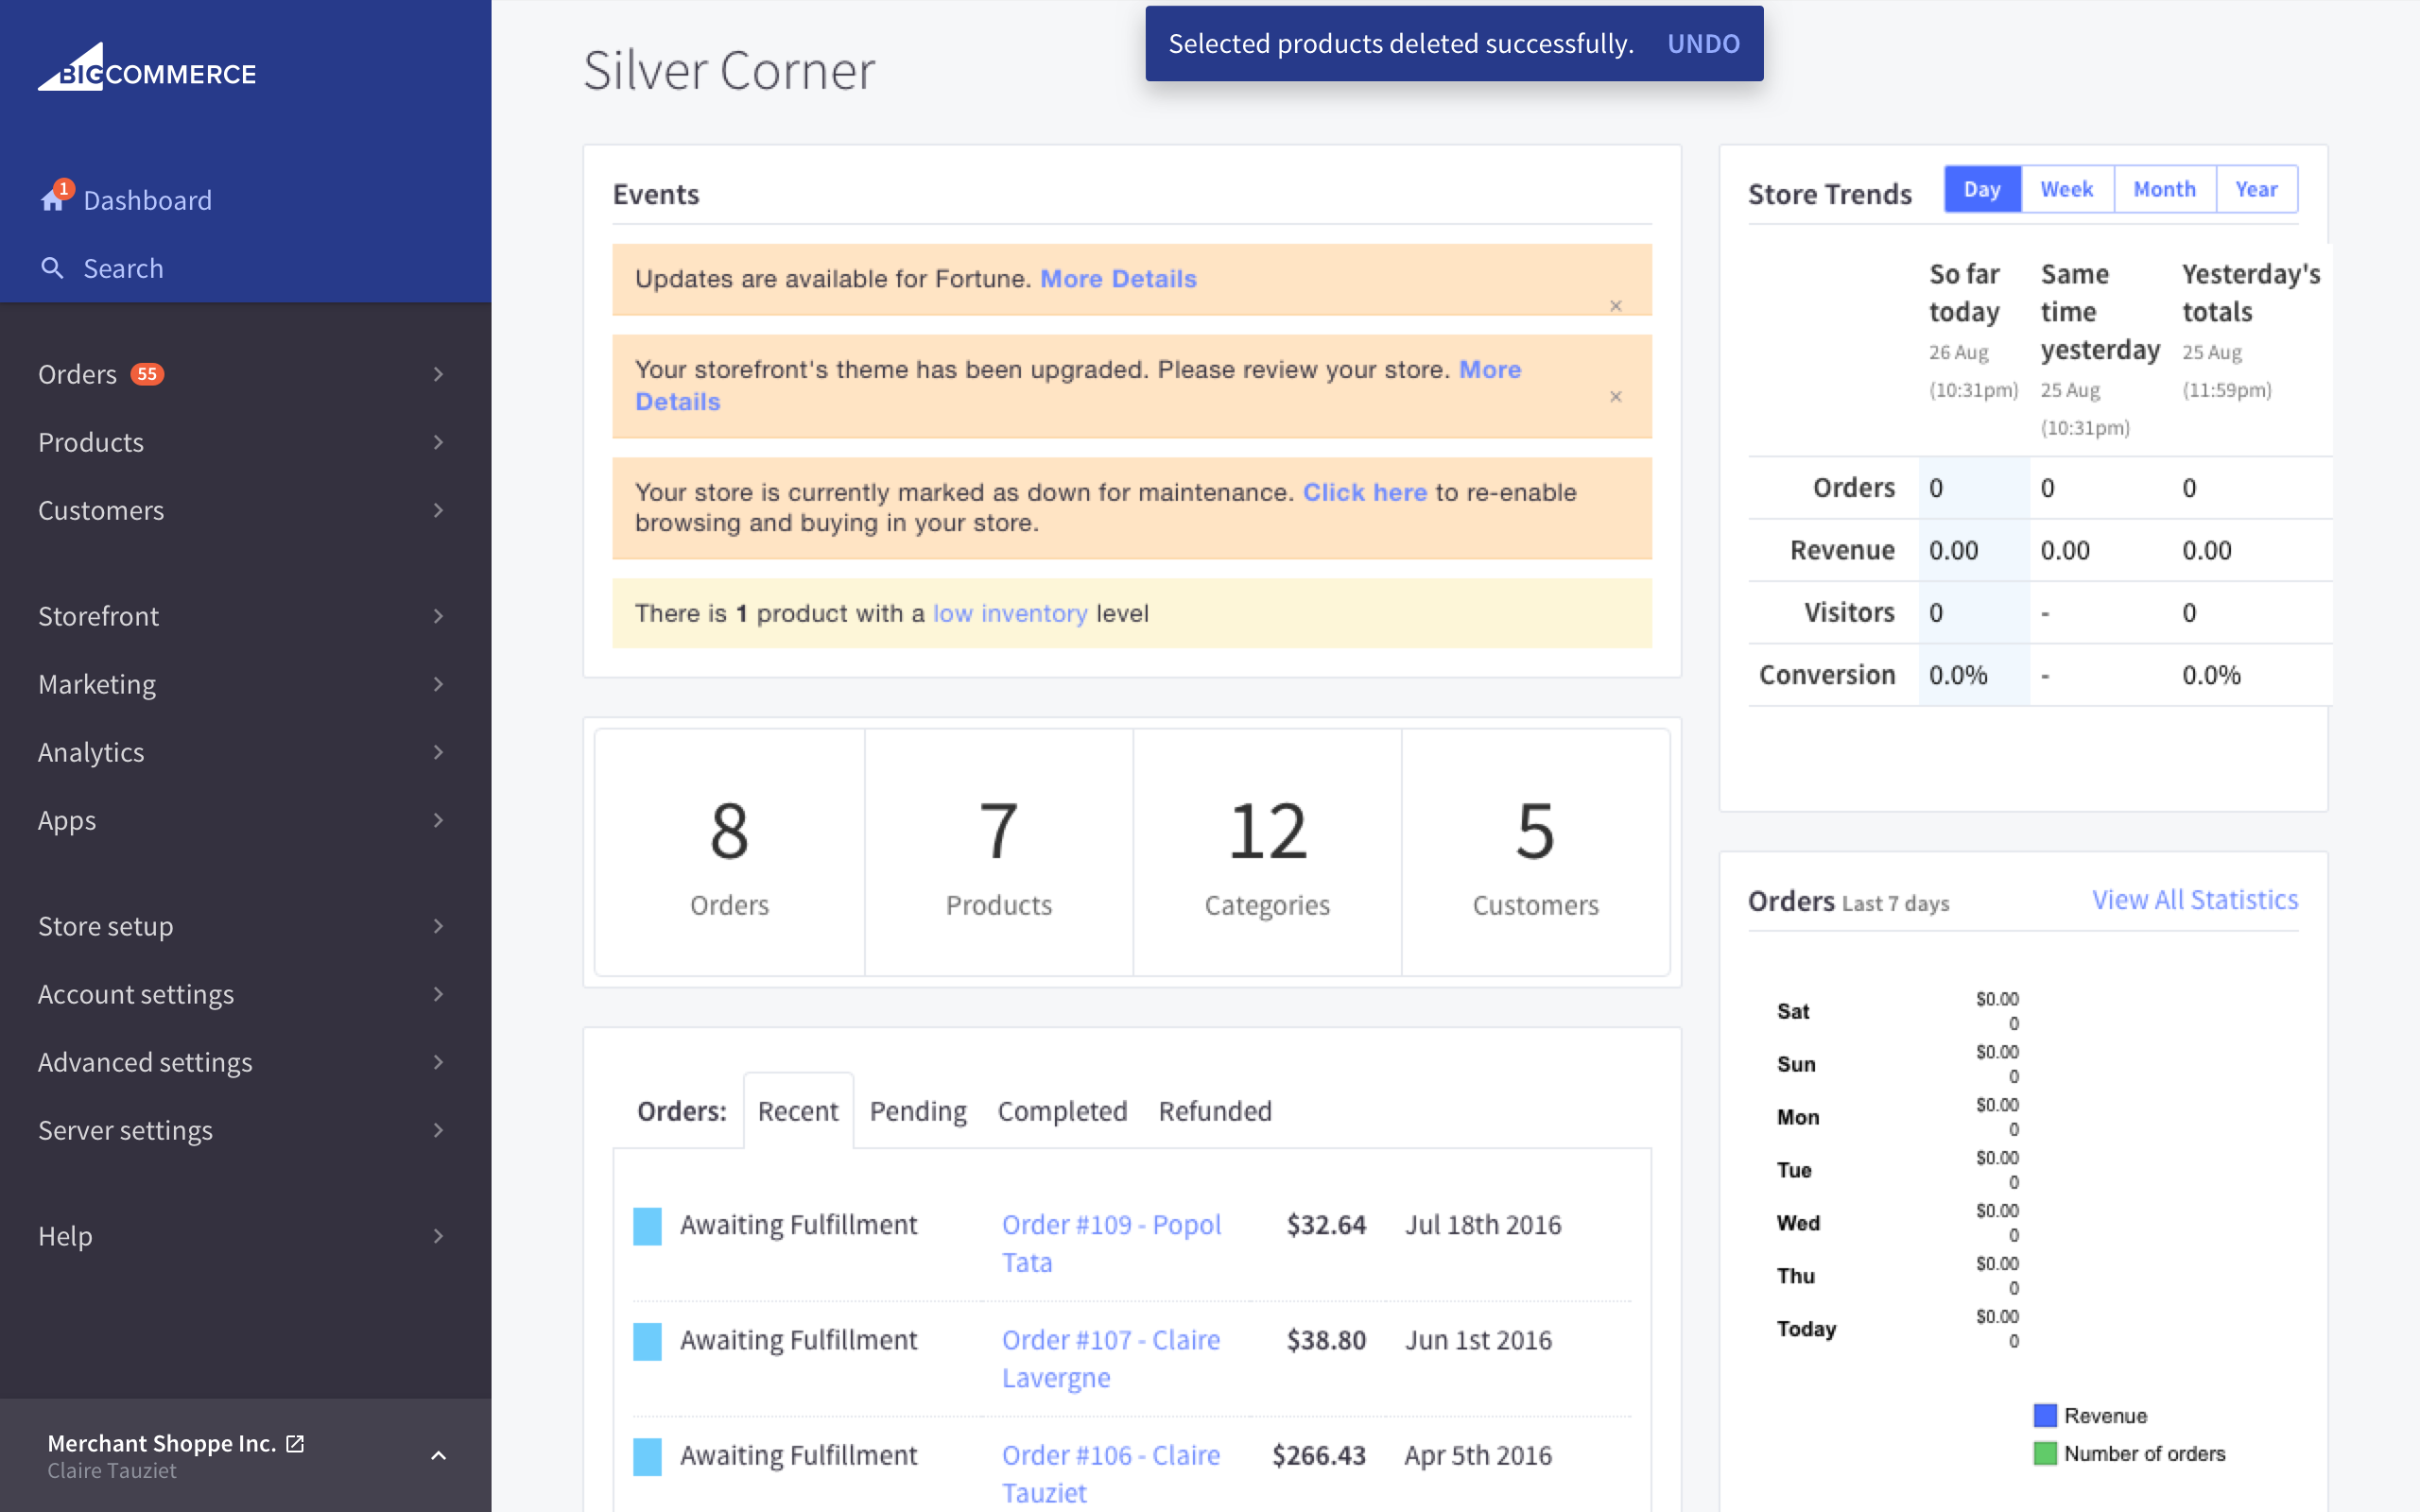 BIGCOMMERCE
1
Dashboard
Search
Orders 55
Products
Customers
Storefront
Marketing
Analytics
Apps
Store setup
Account settings
Advanced settings
Server settings
Help
Merchant Shoppe Inc.
Claire Tauziet
Selected products deleted successfully. UNDO
Silver Corner
Events
Updates are available for Fortune. More Details
×
Your storefront's theme has been upgraded. Please review your store. More
Details
×
Your store is currently marked as down for maintenance. Click here to re-enable
browsing and buying in your store.
There is 1 product with a low inventory level
8
Orders
7
Products
12
Categories
5
Customers
Orders: Recent Pending Completed Refunded
Awaiting Fulfillment Order #109 - Popol $32.64 Jul 18th 2016
Tata
Awaiting Fulfillment Order #107 - Claire $38.80 Jun 1st 2016
Lavergne
Awaiting Fulfillment Order #106 - Claire $266.43 Apr 5th 2016
Tauziet
Store Trends Day Week Month Year
So far Same Yesterday's
today time totals
26 Aug yesterday 25 Aug
(10:31pm) 25 Aug (11:59pm)
(10:31pm)
Orders 0 0 0
Revenue 0.00 0.00 0.00
Visitors 0 - 0
Conversion 0.0% - 0.0%
Orders Last 7 days View All Statistics
Sat $0.00
0
Sun $0.00
0
Mon $0.00
0
Tue $0.00
0
Wed $0.00
0
Thu $0.00
0
Today $0.00
0
Revenue
Number of orders